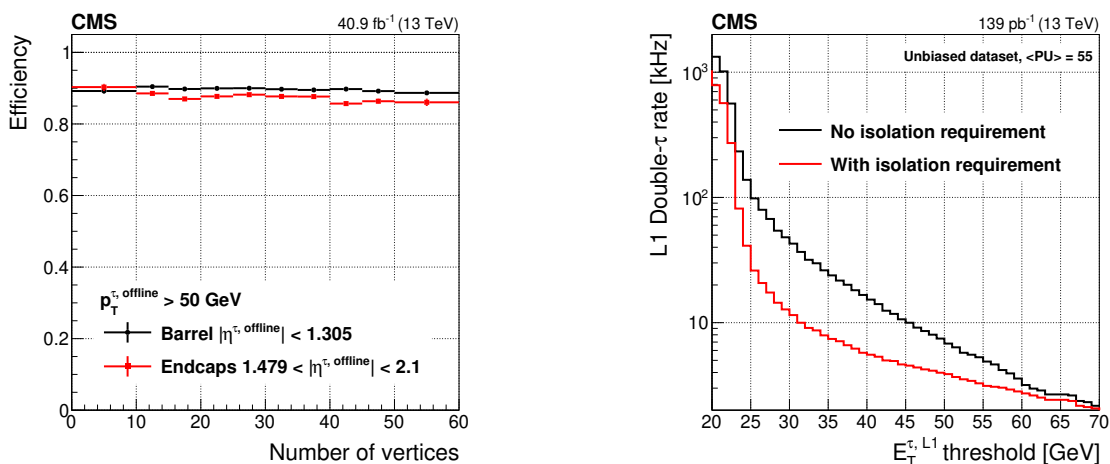 CMS
40.9 fb⁻¹ (13 TeV)
Efficiency
1
0.8
0.6
0.4
0.2
0
p_T^{τ, offline} > 50 GeV
Barrel |η^{τ, offline}| < 1.305
Endcaps 1.479 < |η^{τ, offline}| < 2.1
0 10 20 30 40 50 60
Number of vertices
CMS
139 pb⁻¹ (13 TeV)
L1 Double-τ rate [kHz]
Unbiased dataset, <PU> = 55
10³
10²
10
No isolation requirement
With isolation requirement
20 25 30 35 40 45 50 55 60 65 70
E_T^{τ, L1} threshold [GeV]